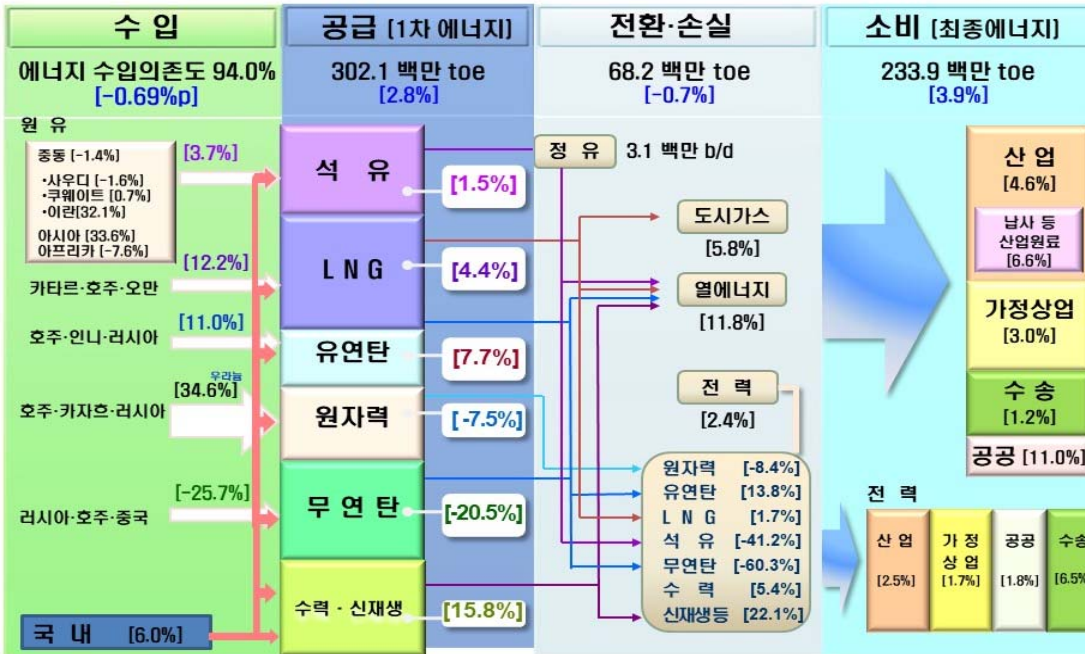 수 입
에너지 수입의존도 94.0%
[-0.69%p]
원 유
중동 [-1.4%]
•사우디 [-1.6%]
•쿠웨이트 [0.7%]
•이란[32.1%]
아시아 [33.6%]
아프리카 [-7.6%]
[3.7%]
[12.2%]
카타르·호주·오만
[11.0%]
호주·인니·러시아
우라늄
[34.6%]
호주·카자흐·러시아
[-25.7%]
러시아·호주·중국
국 내 [6.0%]
공급 [1차 에너지]
302.1 백만 toe
[2.8%]
석 유
[1.5%]
L N G
[4.4%]
유연탄
[7.7%]
원자력
[ -7.5%]
무 연 탄
[-20.5%]
수력 · 신재생
[15.8%]
전환·손실
68.2 백만 toe
[-0.7%]
정 유 3.1 백만 b/d
도시가스
[5.8%]
열에너지
[11.8%]
전 력
[2.4%]
원자력 [-8.4%]
유연탄 [13.8%]
L N G [1.7%]
석 유 [-41.2%]
무연탄 [-60.3%]
수 력 [5.4%]
신재생등 [22.1%]
소비 [최종에너지]
233.9 백만 toe
[3.9%]
산 업
[4.6%]
납사 등
산업원료
[6.6%]
가정상업
[3.0%]
수 송
[1.2%]
공공 [11.0%]
전 력
산 업
[2.5%]
가 정
상 업
[1.7%]
공공
[1.8%]
수송
[6.5%